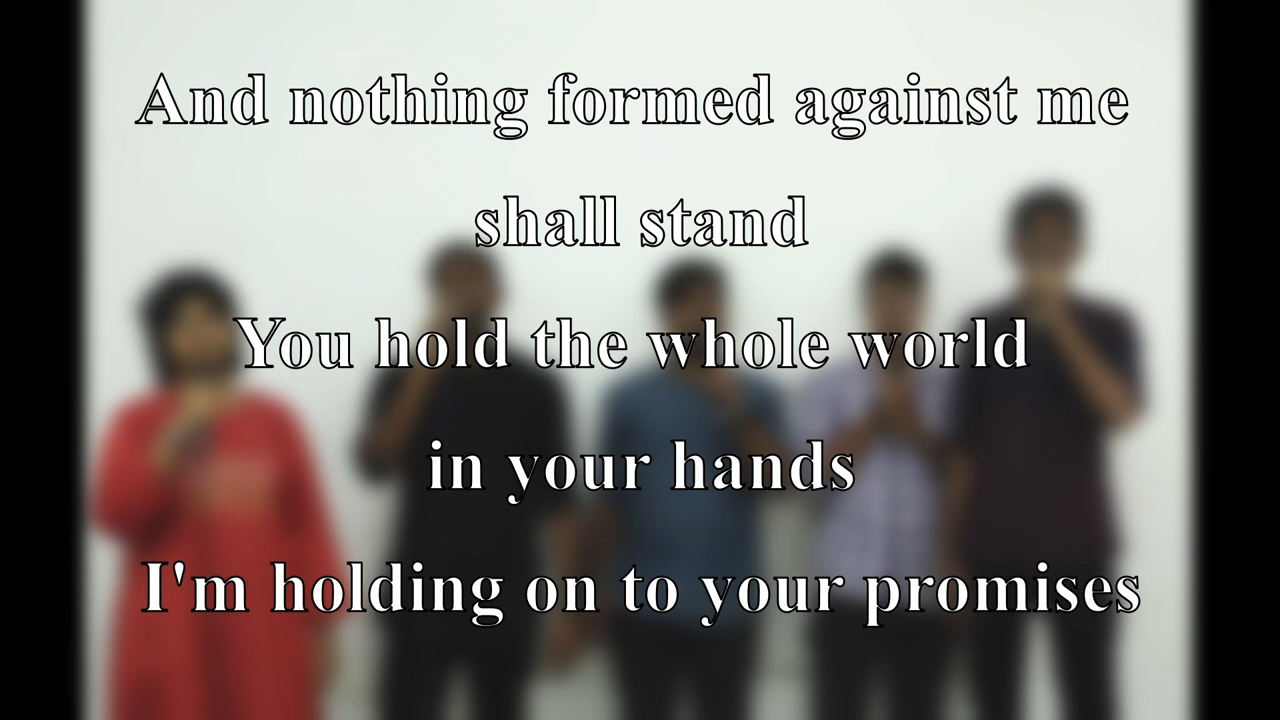 And nothing formed against me
shall stand
You hold the whole world
in your hands
I'm holding on to your promises